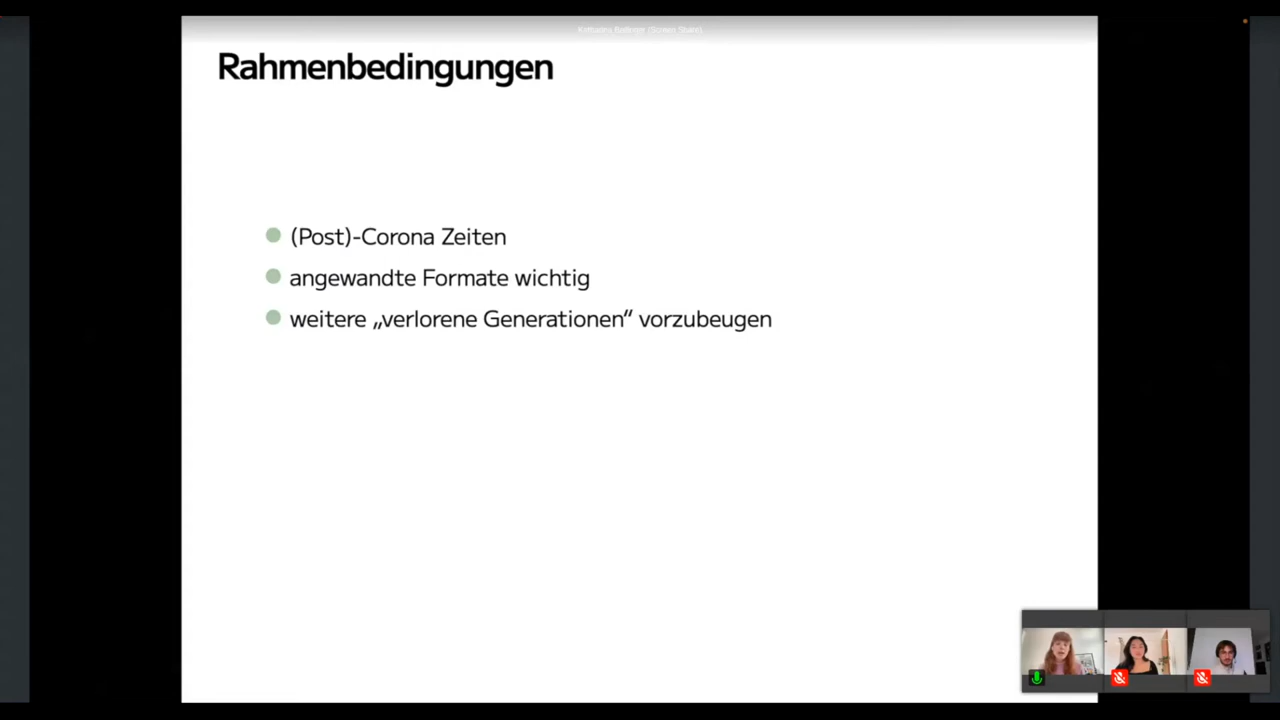 Rahmenbedingungen
(Post)-Corona Zeiten
angewandte Formate wichtig
weitere „verlorene Generationen“ vorzubeugen